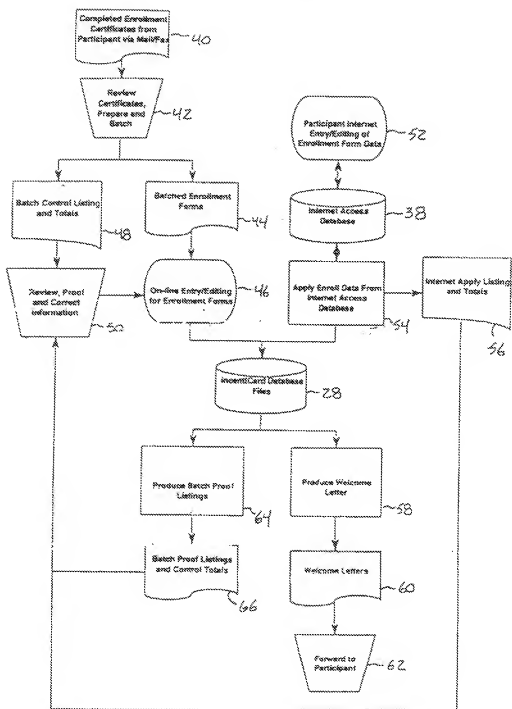 Completed Enrollment
Certificates from
Participant via Mail/Fax
40
Review
Certificates,
Prepare and
Batch
42
Participant Internet
Entry/Editing of
Enrollment Form Data
52
Batch Control Listing
and Totals
48
Batched Enrollment
Forms
44
Internet Access
Database
38
Review, Proof
and Correct
Information
50
On-line Entry/Editing
for Enrollment Forms
46
Apply Enroll Data From
Internet Access
Database
54
Internet Apply Listing
and Totals
56
IncentiCard Database
Files
28
Produce Batch Proof
Listings
64
Produce Welcome
Letter
58
Batch Proof Listings
and Control Totals
66
Welcome Letters
60
Forward to
Participant
62